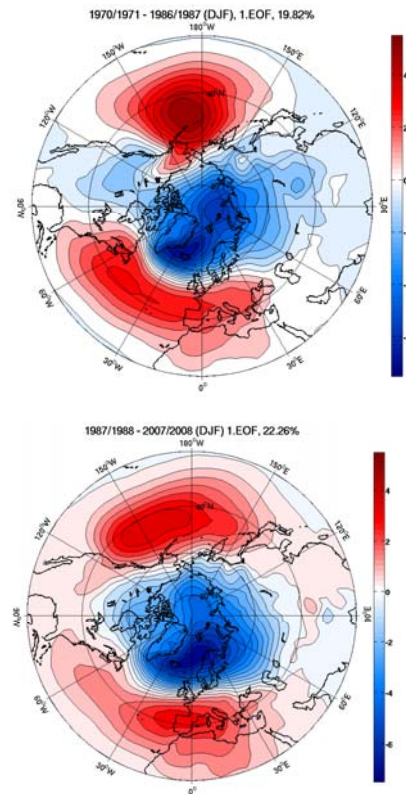 1970/1971 - 1986/1987 (DJF), 1.EOF, 19.82%
180°W
150°W
150°E
120°W
120°E
90°W
90°E
60°W
60°E
30°W
30°E
0°
1987/1988 - 2007/2008 (DJF) 1.EOF, 22.26%
180°W
150°W
150°E
120°W
120°E
90°W
90°E
60°W
60°E
30°W
30°E
0°
4
2
0
-2
-4
-6